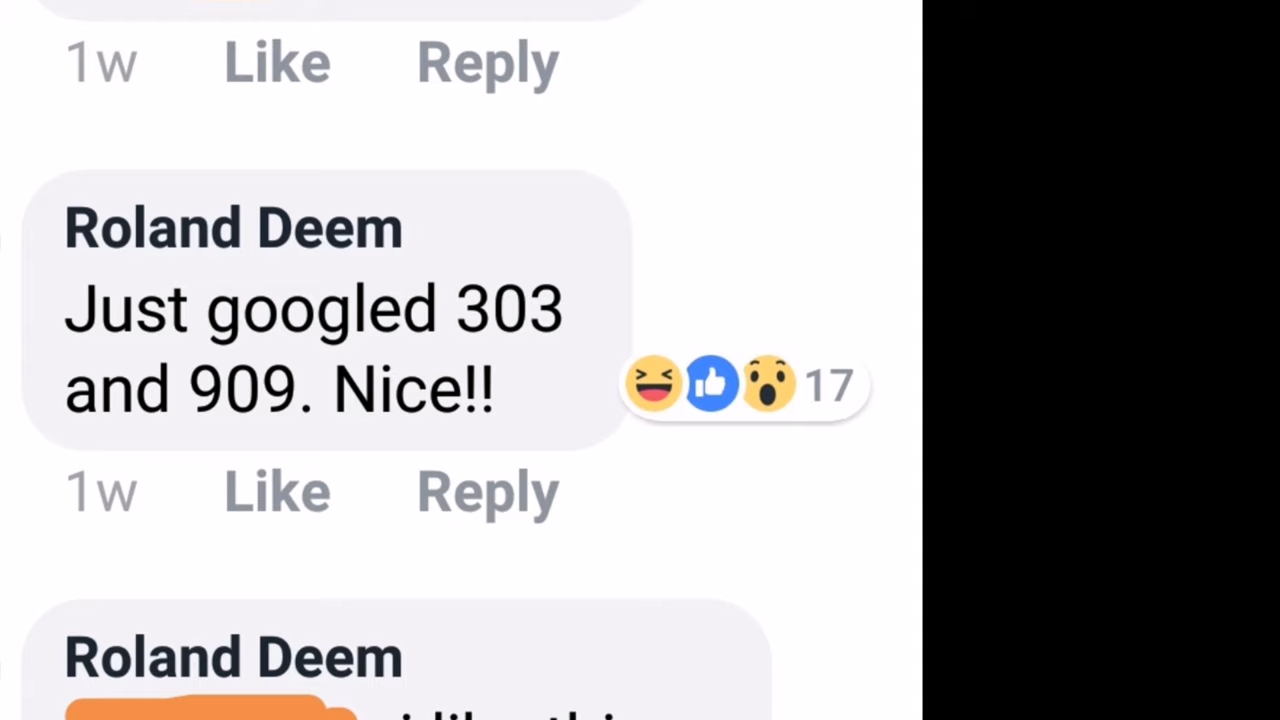 1w Like Reply
Roland Deem
Just googled 303
and 909. Nice!!
17
1w Like Reply
Roland Deem